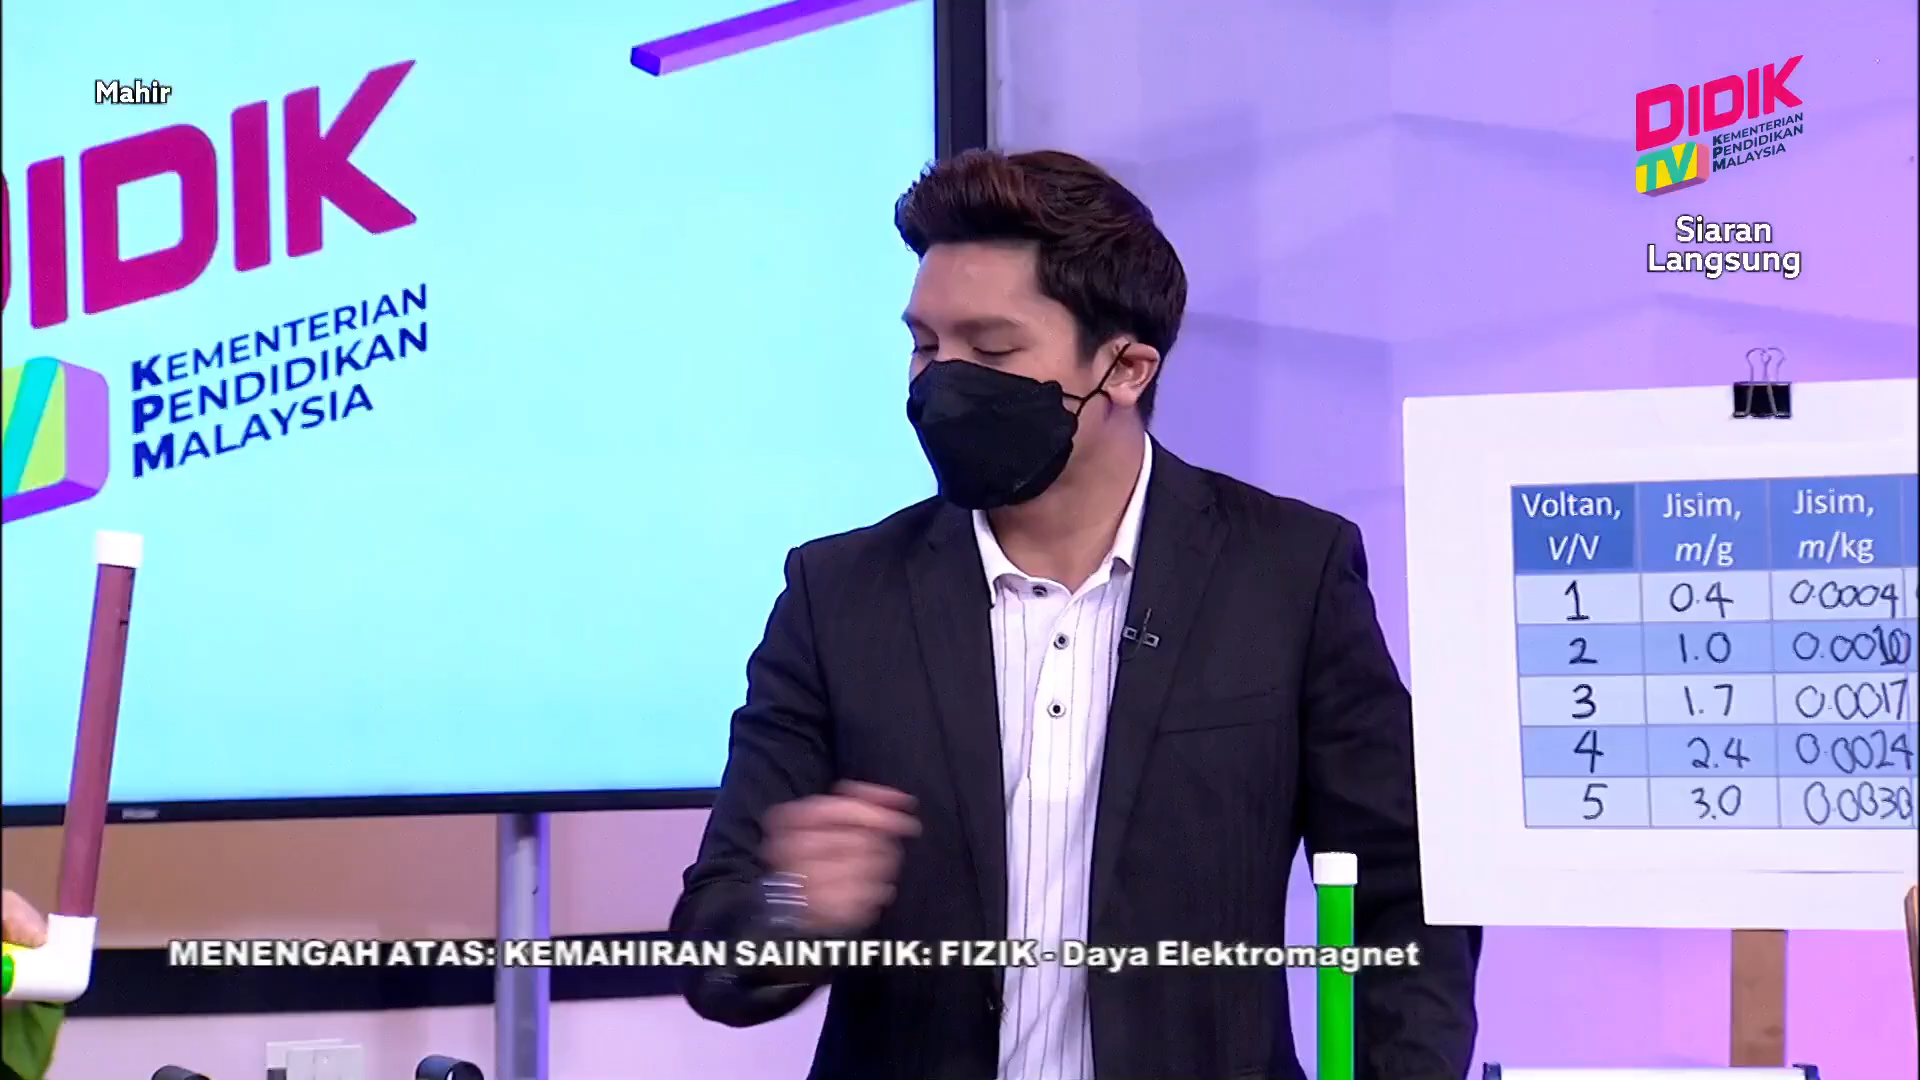 Mahir
DIDIK
KEMENTERIAN
PENDIDIKAN
MALAYSIA
DIDIK
TV
KEMENTERIAN
PENDIDIKAN
MALAYSIA
Siaran
Langsung
Voltan, Jisim, Jisim,
V/V m/g m/kg
1 0.4 0.0004
2 1.0 0.0010
3 1.7 0.0017
4 2.4 0.0024
5 3.0 0.0030
MENENGAH ATAS: KEMAHIRAN SAINTIFIK: FIZIK - Daya Elektromagnet